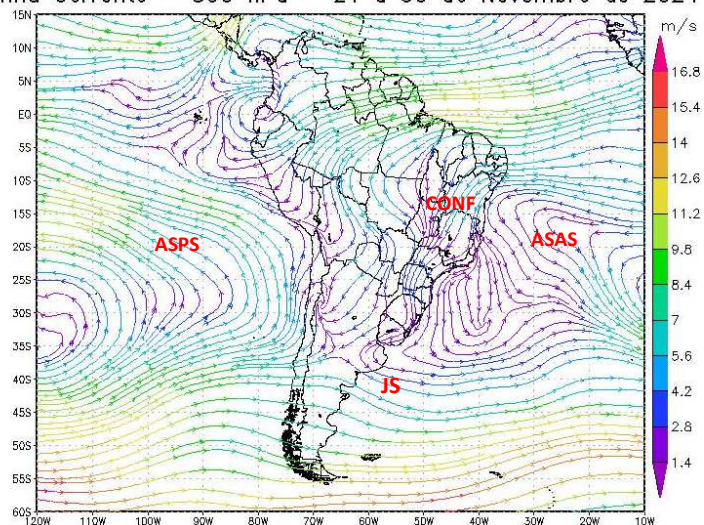 Corrente hPa a de Novembro de
m/s
15N
10N
5N
EQ
5S
10S
15S
20S
25S
30S
35S
40S
45S
50S
55S
60S
120W 110W 100W 90W 80W 70W 60W 50W 40W 30W 20W 10W
CONF
ASPS
ASAS
JS
16.8
15.4
14
12.6
11.2
9.8
8.4
7
5.6
4.2
2.8
1.4